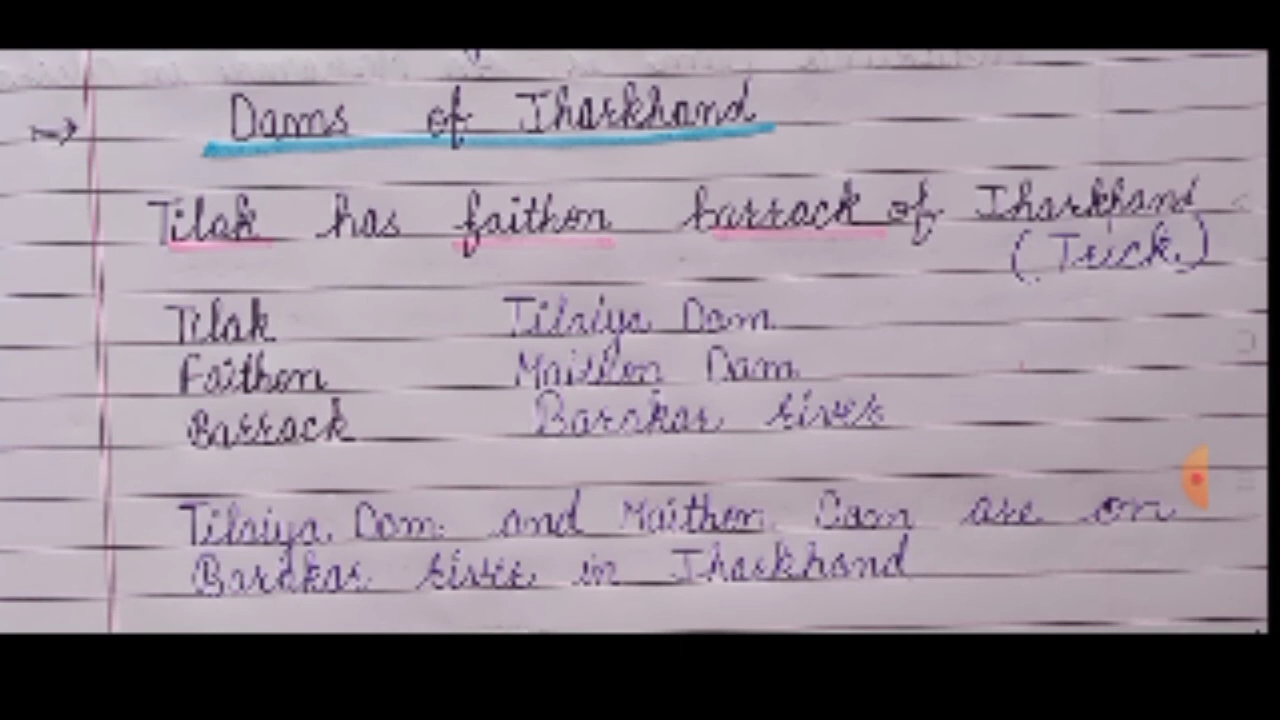 Dams of Jharkhand
Tilak has faithon barrack of Jharkhand
(Trick)
Tilak Tilaiya Dam
Faithon Maithon Dam
Barrack Barakar river
Tilaiya Dam and Maithon Dam are on
Barakar river in Jharkhand